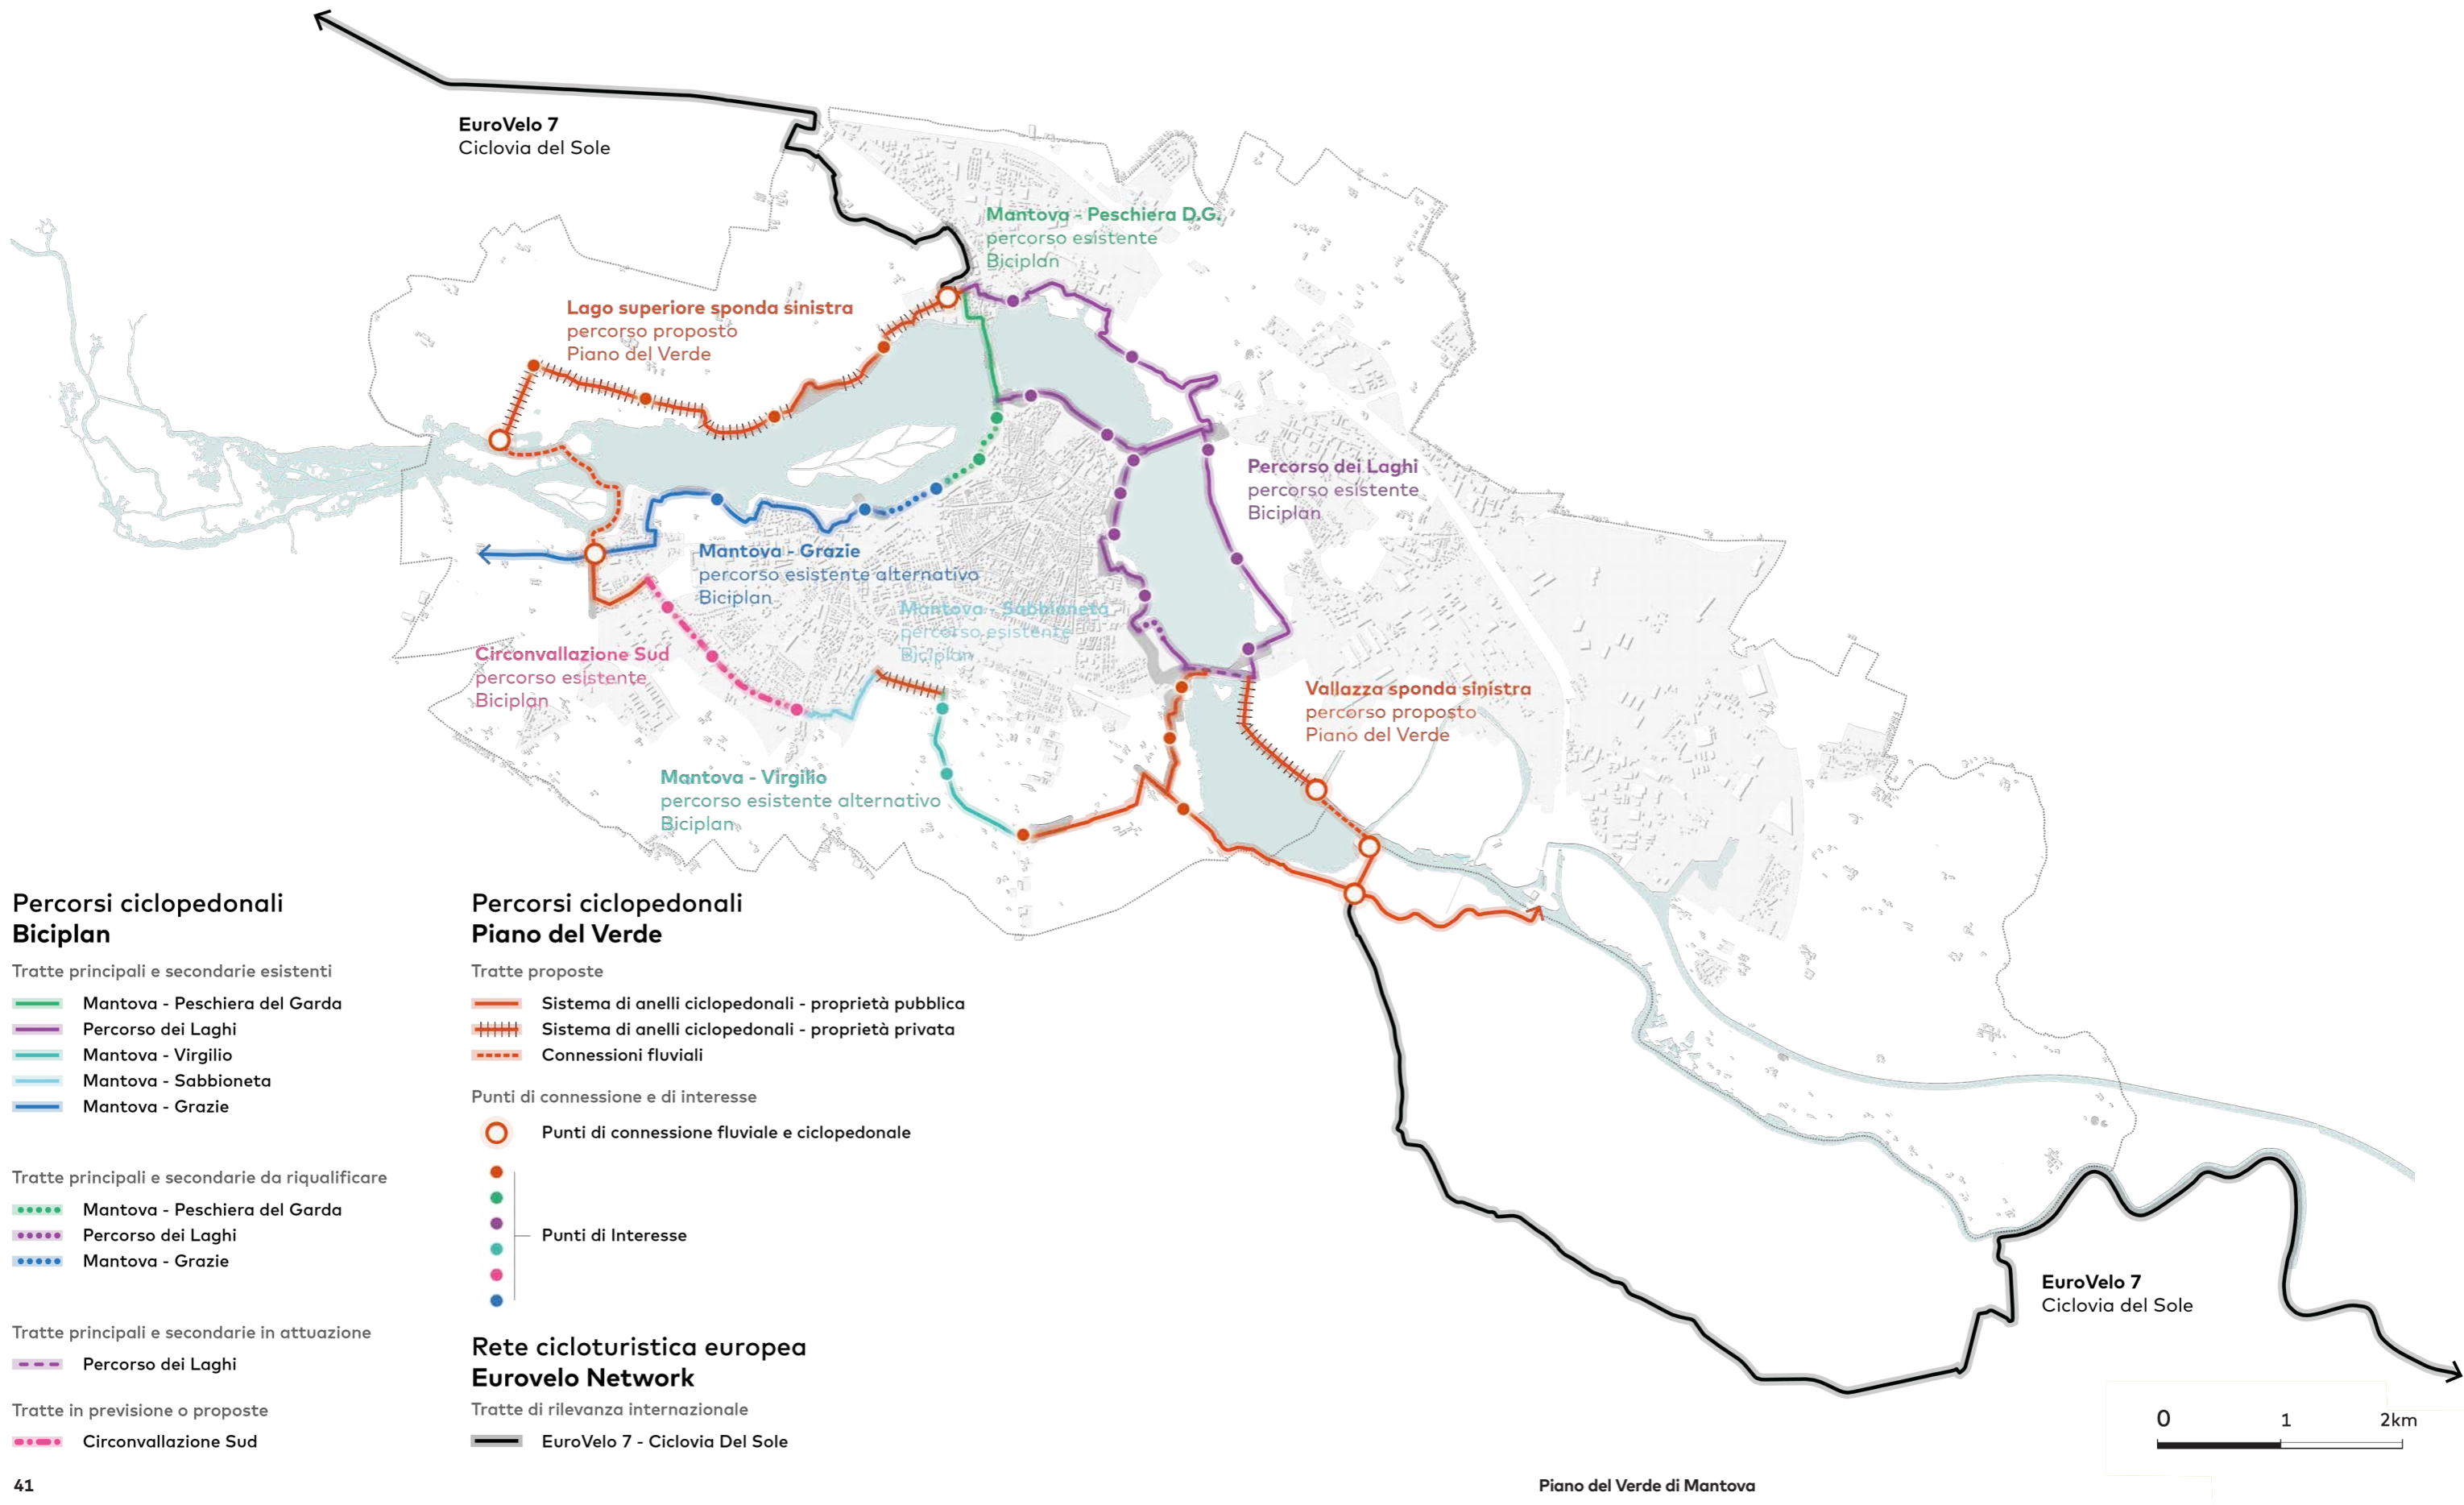 EuroVelo 7
Ciclovia del Sole
Mantova - Peschiera D.G.
percorso esistente
Biciplan
Lago superiore sponda sinistra
percorso proposto
Piano del Verde
Percorso dei Laghi
percorso esistente
Biciplan
Mantova - Grazie
percorso esistente alternativo
Biciplan
Mantova - Sabbioneta
percorso esistente
Biciplan
Circonvallazione Sud
percorso esistente
Biciplan
Vallazza sponda sinistra
percorso proposto
Piano del Verde
Mantova - Virgilio
percorso esistente alternativo
Biciplan
Percorsi ciclopedonali
Biciplan
Tratte principali e secondarie esistenti
Mantova - Peschiera del Garda
Percorso dei Laghi
Mantova - Virgilio
Mantova - Sabbioneta
Mantova - Grazie
Tratte principali e secondarie da riqualificare
Mantova - Peschiera del Garda
Percorso dei Laghi
Mantova - Grazie
Tratte principali e secondarie in attuazione
Percorso dei Laghi
Tratte in previsione o proposte
Circonvallazione Sud
Percorsi ciclopedonali
Piano del Verde
Tratte proposte
Sistema di anelli ciclopedonali - proprietà pubblica
Sistema di anelli ciclopedonali - proprietà privata
Connessioni fluviali
Punti di connessione e di interesse
Punti di connessione fluviale e ciclopedonale
Punti di Interesse
Rete cicloturistica europea
Eurovelo Network
Tratte di rilevanza internazionale
EuroVelo 7 - Ciclovia Del Sole
EuroVelo 7
Ciclovia del Sole
0 1 2km
41
Piano del Verde di Mantova